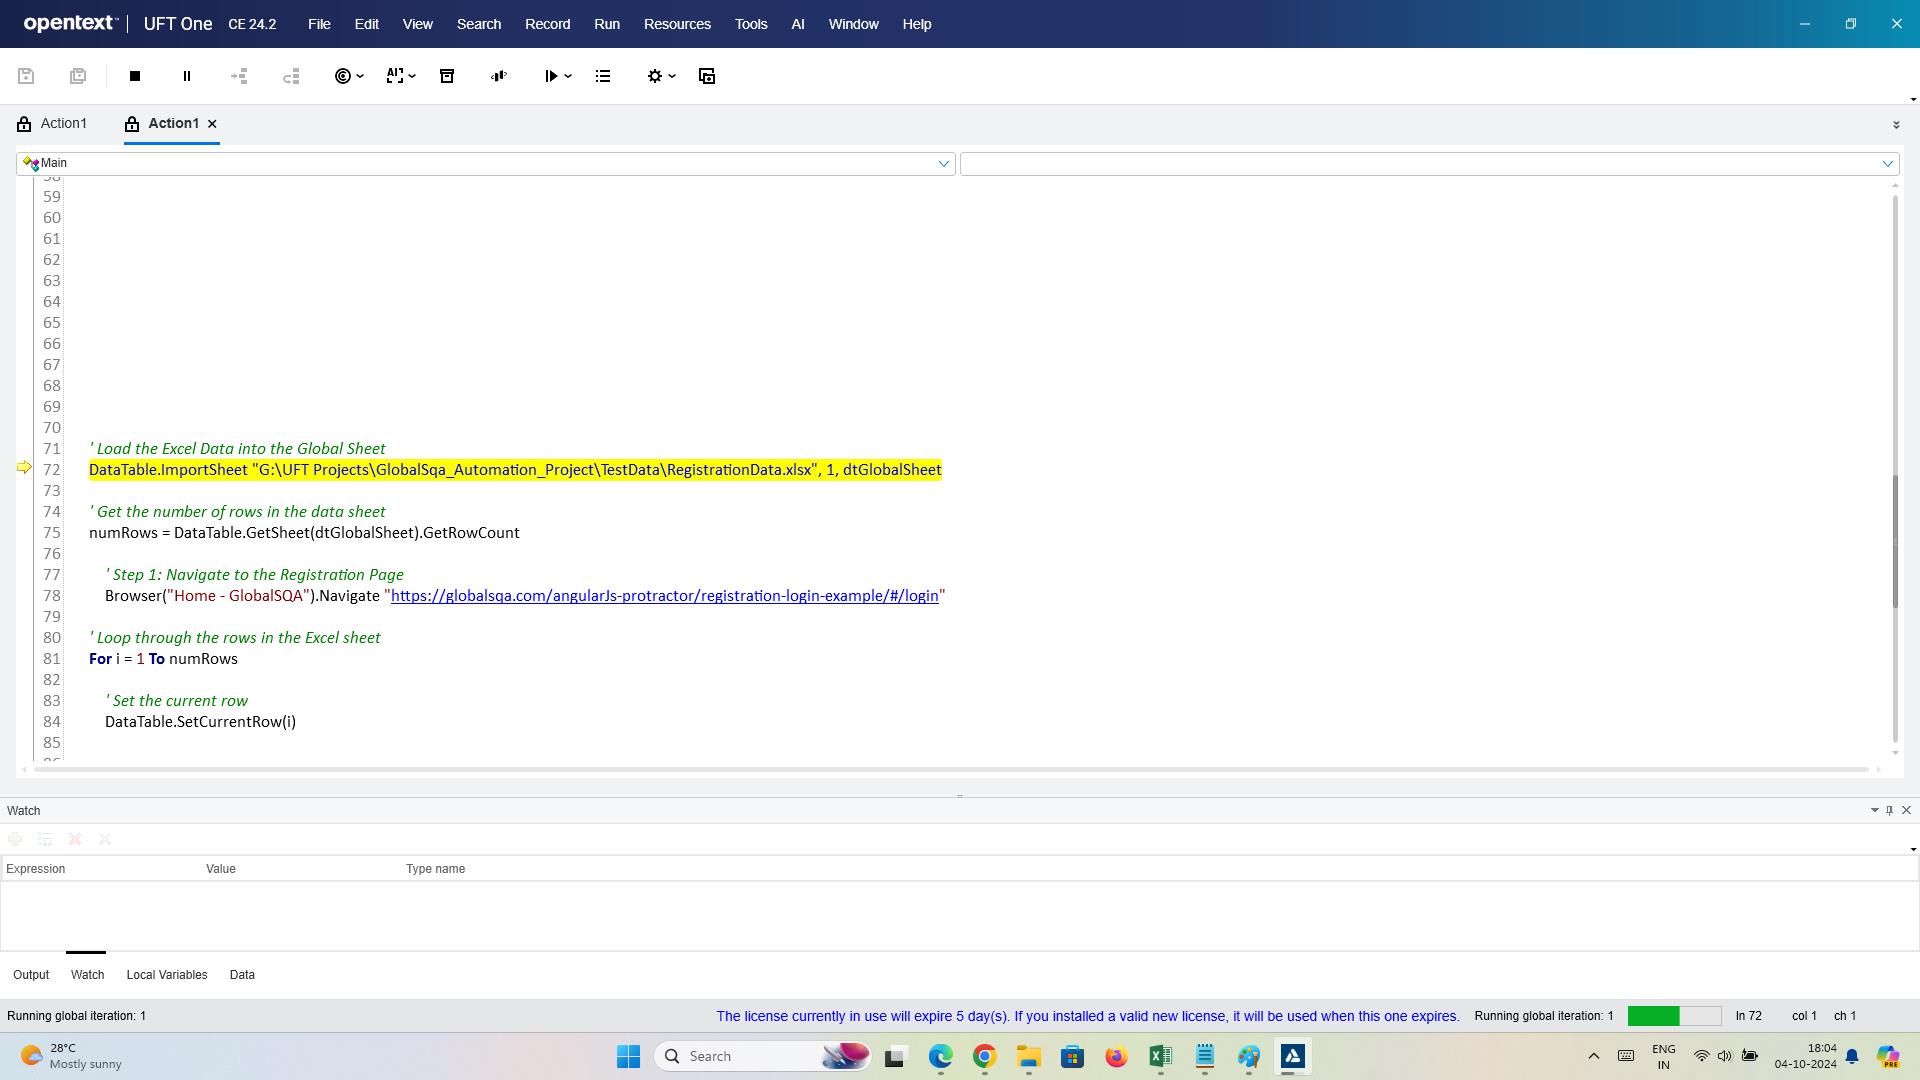 opentext™ | UFT One CE 24.2 File Edit View Search Record Run Resources Tools AI Window Help
AI
Action1 Action1
Main
59
60
61
62
63
64
65
66
67
68
69
70
71 ' Load the Excel Data into the Global Sheet
72 DataTable.ImportSheet "G:\UFT Projects\GlobalSqa_Automation_Project\TestData\RegistrationData.xlsx", 1, dtGlobalSheet
73
74 ' Get the number of rows in the data sheet
75 numRows = DataTable.GetSheet(dtGlobalSheet).GetRowCount
76
77 ' Step 1: Navigate to the Registration Page
78 Browser("Home - GlobalSQA").Navigate "https://globalsqa.com/angularJs-protractor/registration-login-example/#/login"
79
80 ' Loop through the rows in the Excel sheet
81 For i = 1 To numRows
82
83 ' Set the current row
84 DataTable.SetCurrentRow(i)
85
Watch
Expression Value Type name
Output Watch Local Variables Data
Running global iteration: 1 The license currently in use will expire 5 day(s). If you installed a valid new license, it will be used when this one expires. Running global iteration: 1 ln 72 col 1 ch 1
28°C
Mostly sunny
Search
ENG
IN
18:04
04-10-2024
PRE